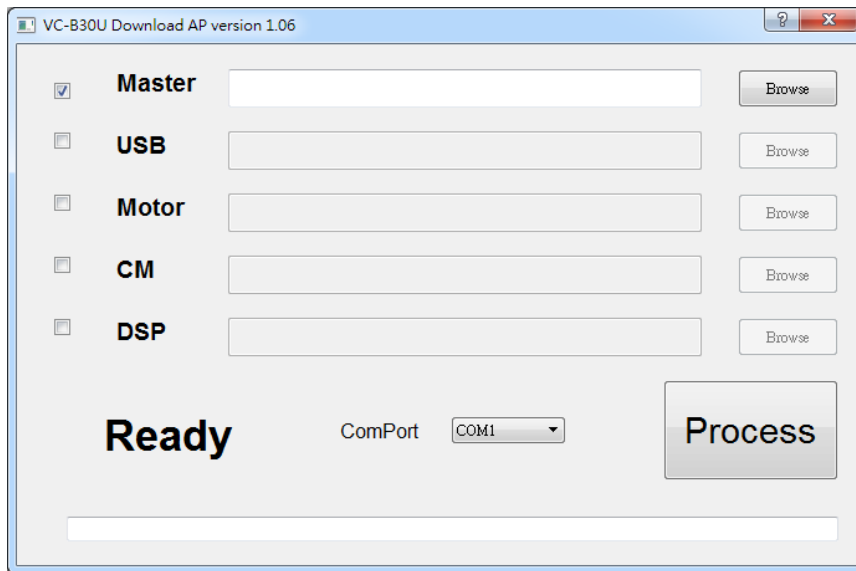 VC-B30U Download AP version 1.06
Master Browse
USB Browse
Motor Browse
CM Browse
DSP Browse
Ready ComPort COM1 Process